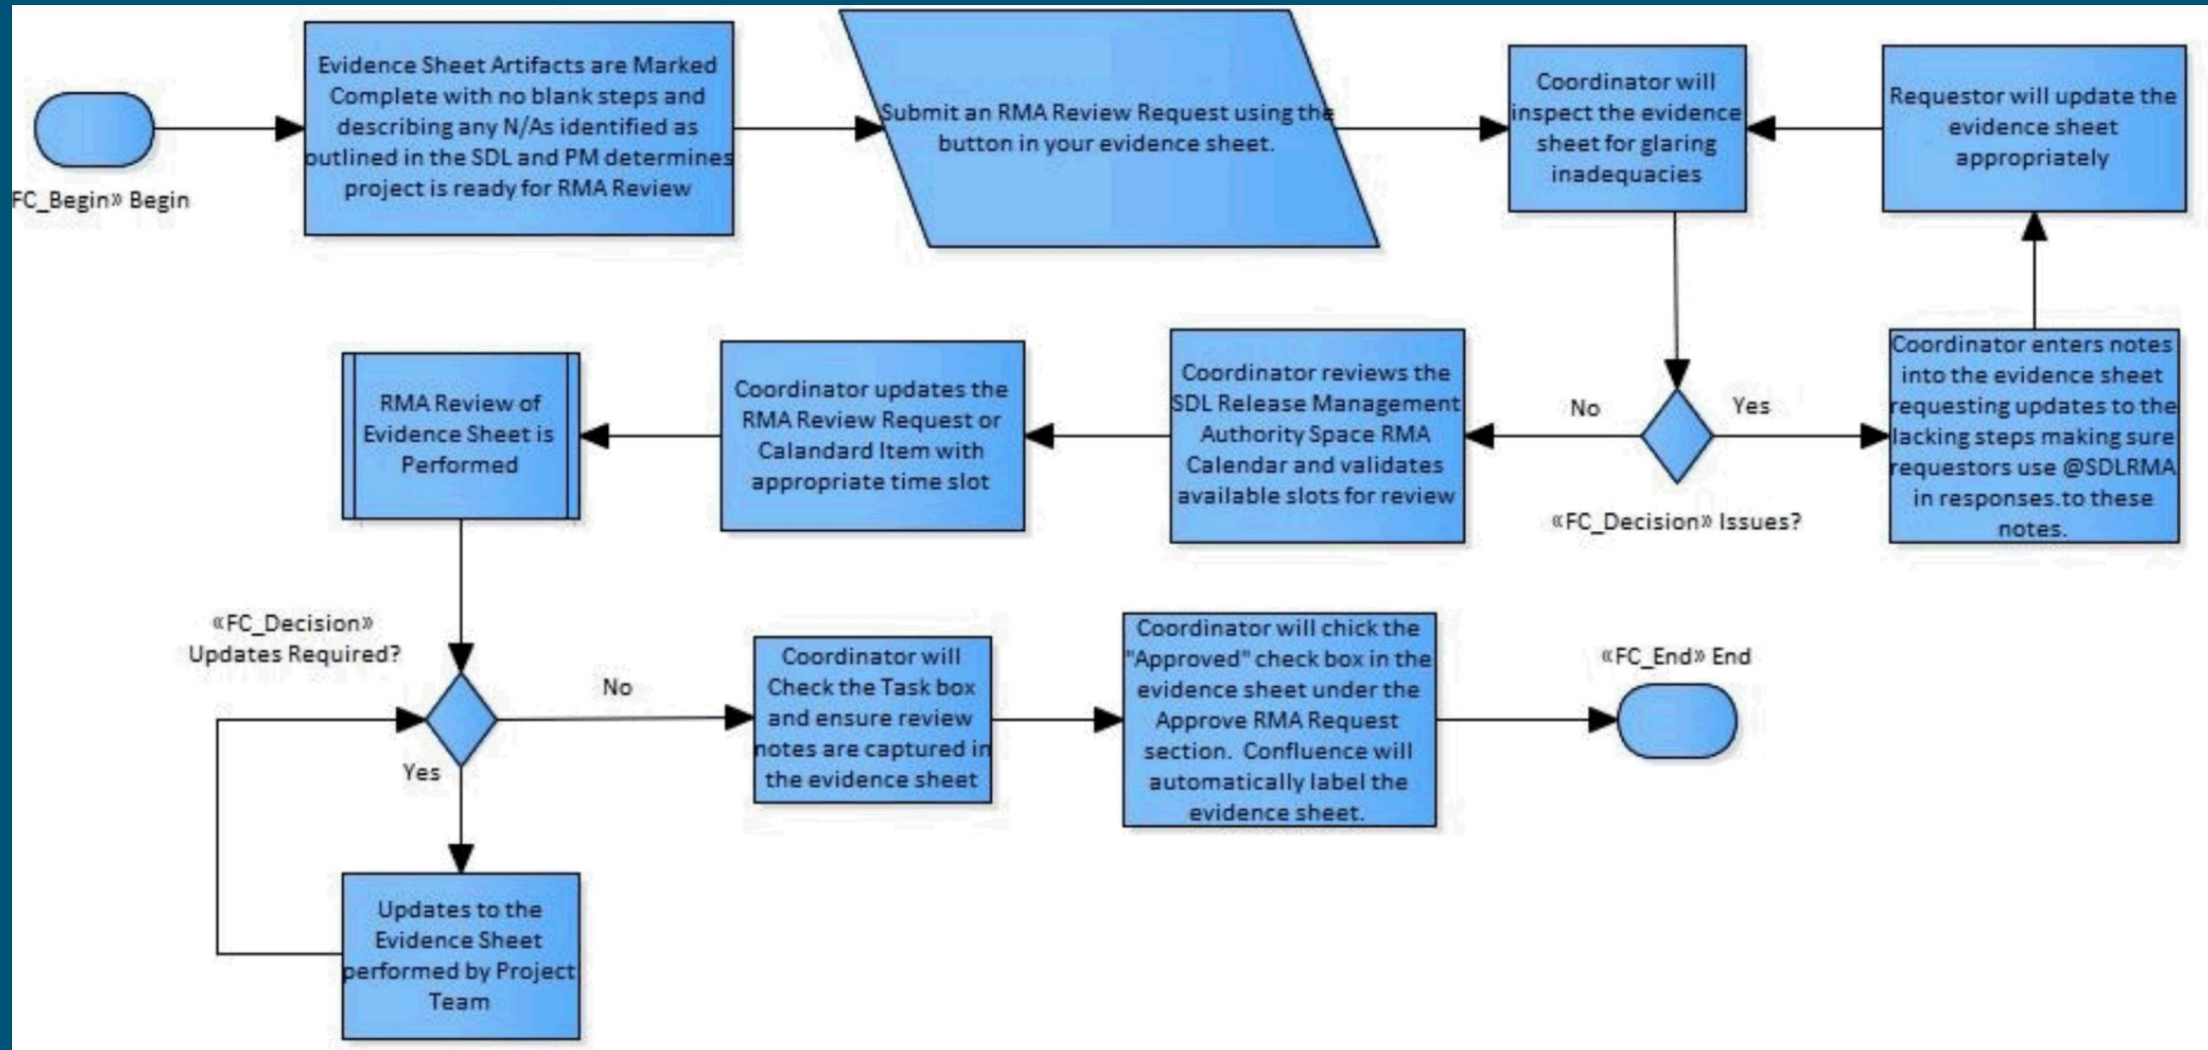 «FC_Begin» Begin
Evidence Sheet Artifacts are Marked
Complete with no blank steps and
describing any N/As identified as
outlined in the SDL and PM determines
project is ready for RMA Review
Submit an RMA Review Request using the
button in your evidence sheet.
Coordinator will
inspect the evidence
sheet for glaring
inadequacies
Requestor will update the
evidence sheet
appropriately
RMA Review of
Evidence Sheet is
Performed
Coordinator updates the
RMA Review Request or
Calandard Item with
appropriate time slot
Coordinator reviews the
SDL Release Management
Authority Space RMA
Calendar and validates
available slots for review
No
Yes
«FC_Decision» Issues?
Coordinator enters notes
into the evidence sheet
requesting updates to the
lacking steps making sure
requestors use @SDLRMA
in responses.to these
notes.
«FC_Decision»
Updates Required?
No
Yes
Coordinator will
Check the Task box
and ensure review
notes are captured in
the evidence sheet
Coordinator will chick the
"Approved" check box in the
evidence sheet under the
Approve RMA Request
section. Confluence will
automatically label the
evidence sheet.
«FC_End» End
Updates to the
Evidence Sheet
performed by Project
Team